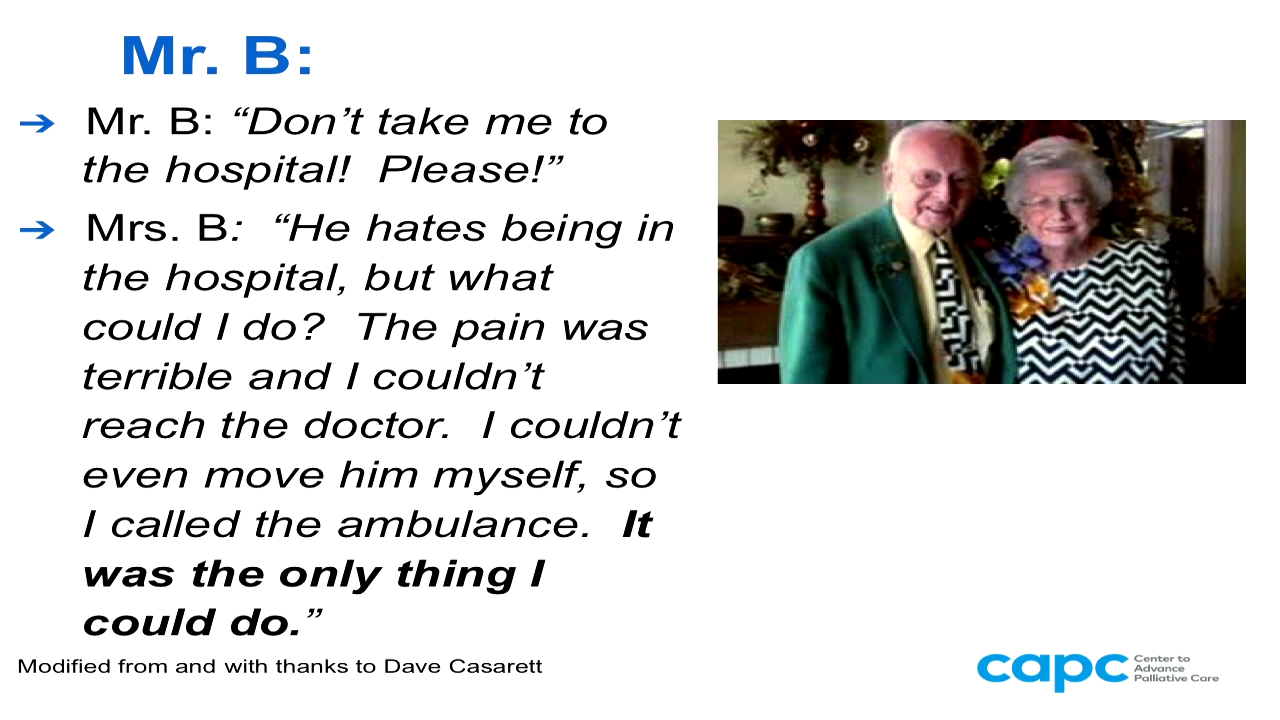 Mr. B:
→ Mr. B: “Don’t take me to
the hospital!  Please!”
→ Mrs. B:  “He hates being in
the hospital, but what
could I do?  The pain was
terrible and I couldn’t
reach the doctor.  I couldn’t
even move him myself, so
I called the ambulance.  It
was the only thing I
could do.”
Modified from and with thanks to Dave Casarett
capc
Center to
Advance
Palliative Care